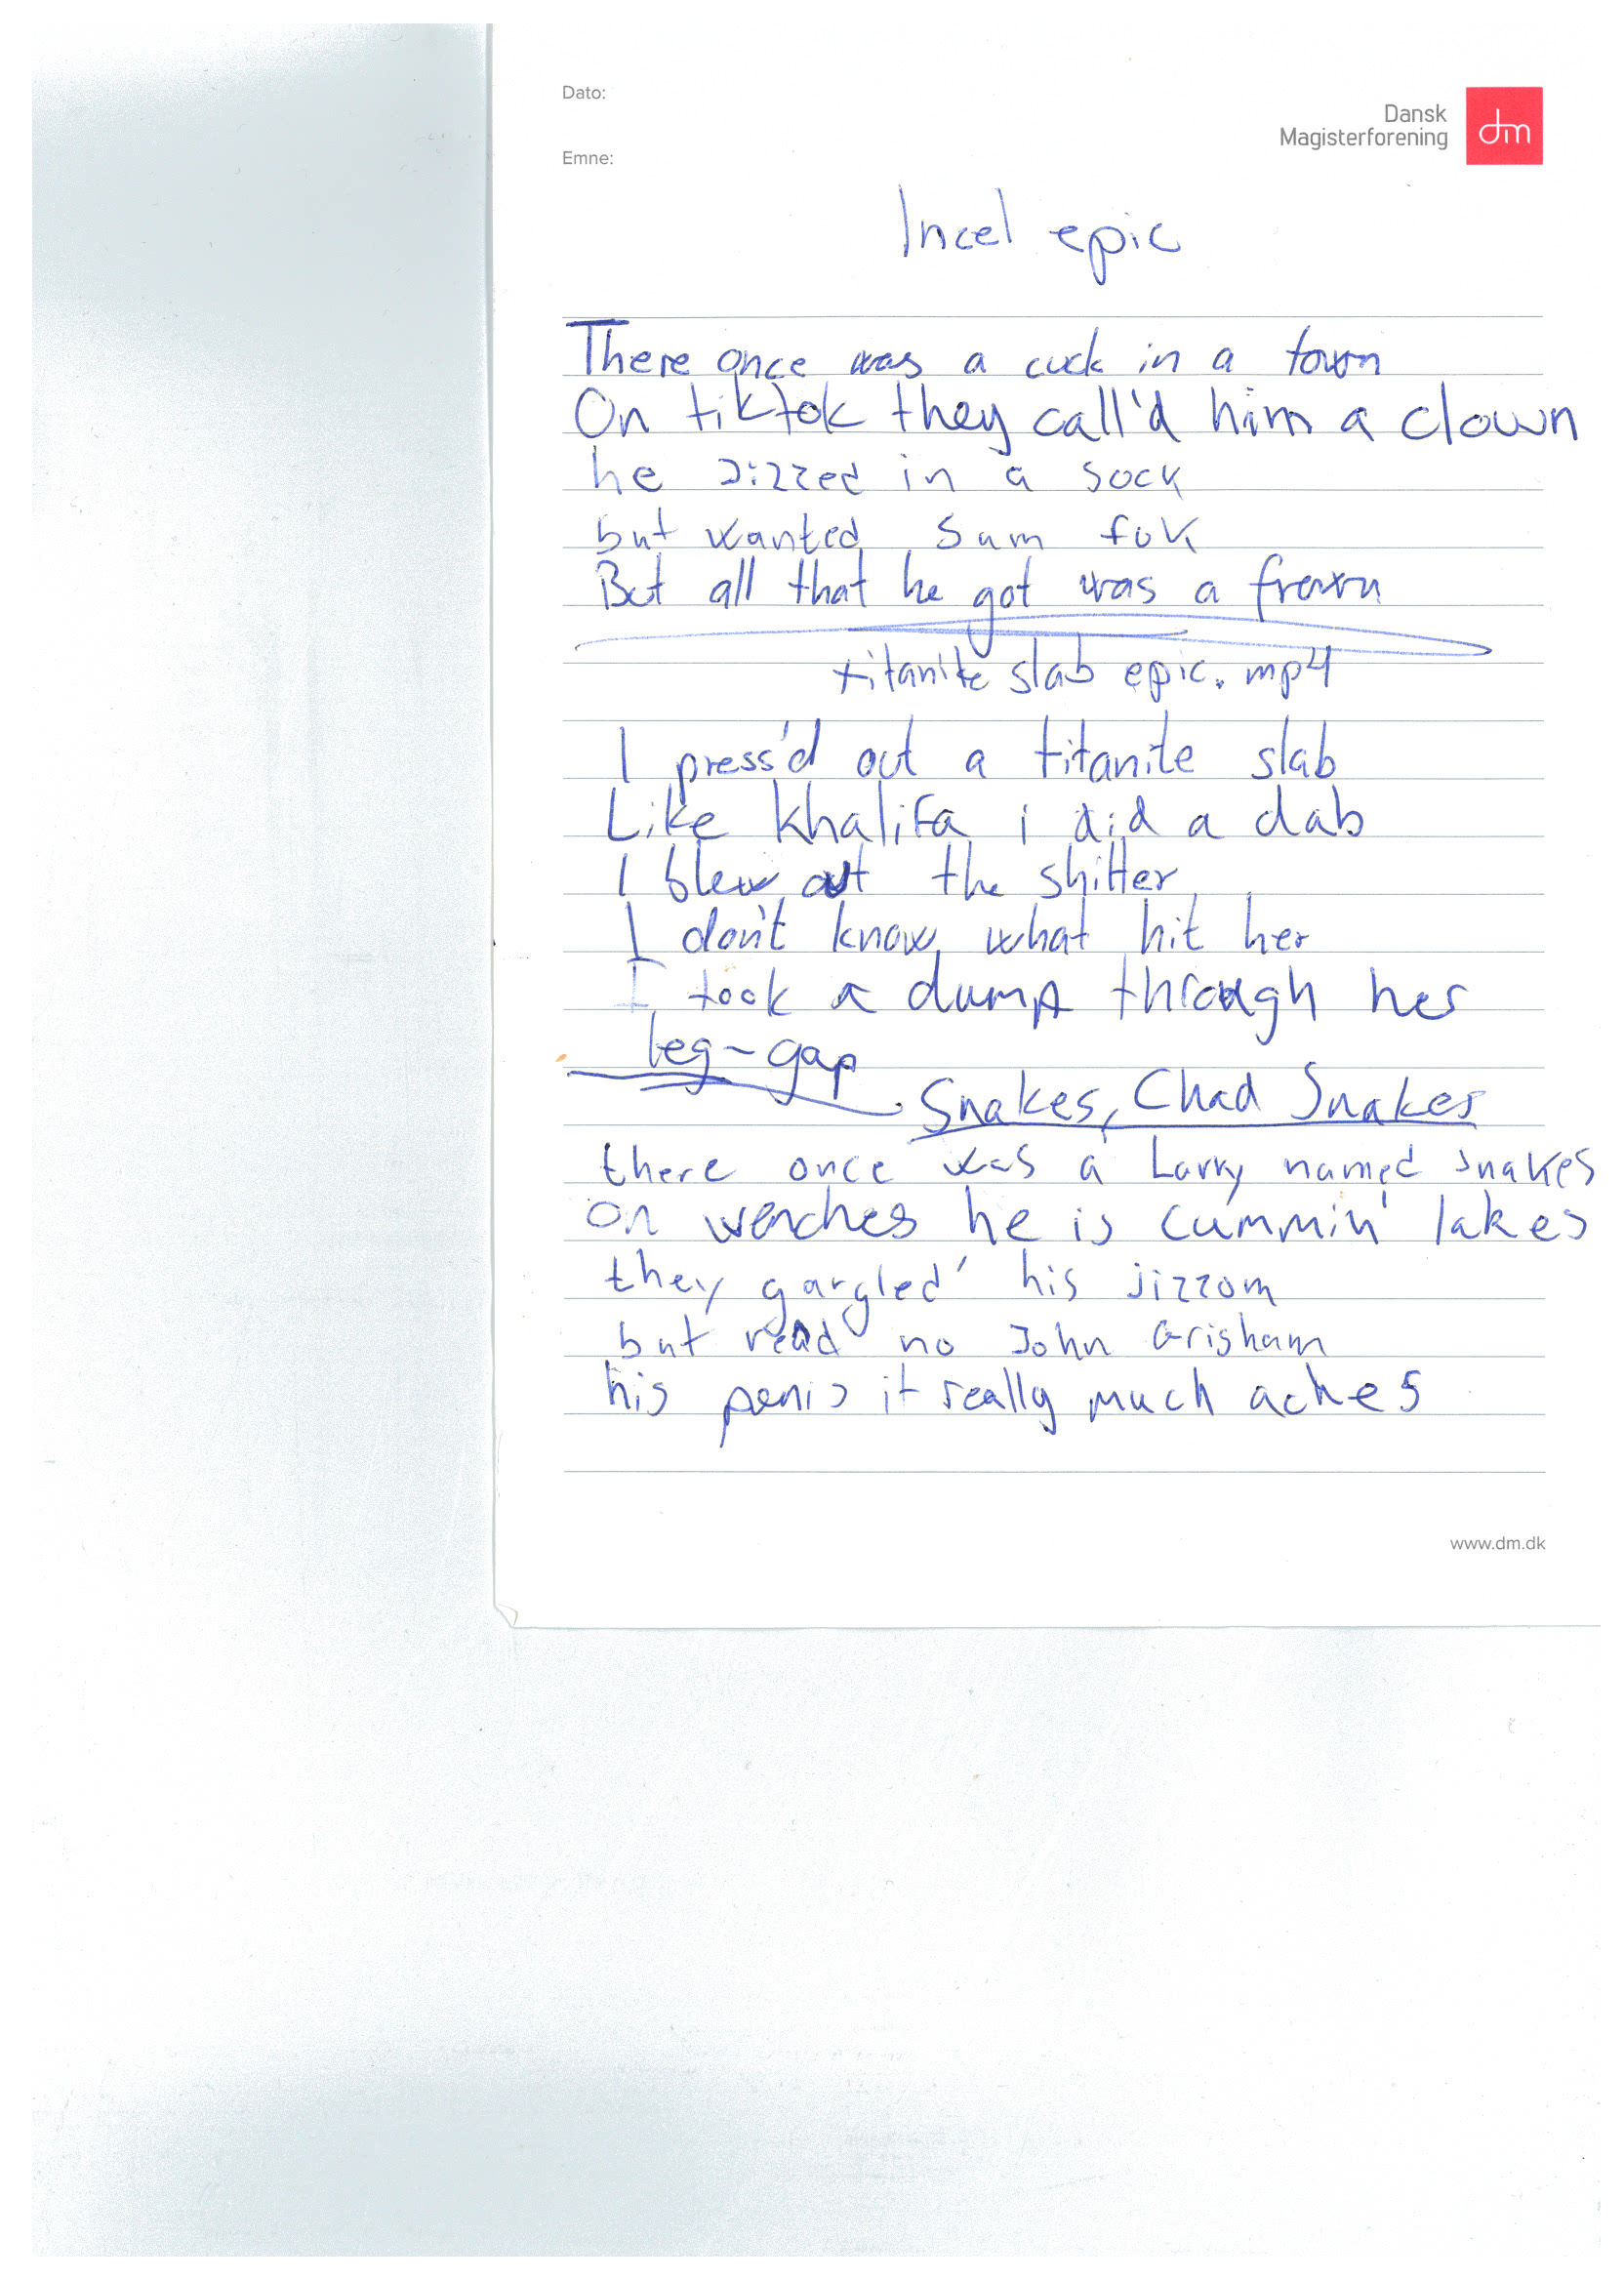 Dato:
Dansk
Magisterforening
dm
Emne:
Incel epic
There once was a cuck in a town
On tiktok they call'd him a clown
he Jizzed in a sock
but wanted sum fuk
But all that he got was a frown
titanite slab epic.mp4
I press'd out a titanite slab
Like Khalifa i did a dab
I blew out the shitter
I don't know what hit her
I took a dump through her
leg-gap
Snakes, Chad Snakes
there once was a Larry named snakes
on wenches he is cummin' lakes
they gargled' his jizzom
but read no John Grisham
his penis it really much aches
www.dm.dk